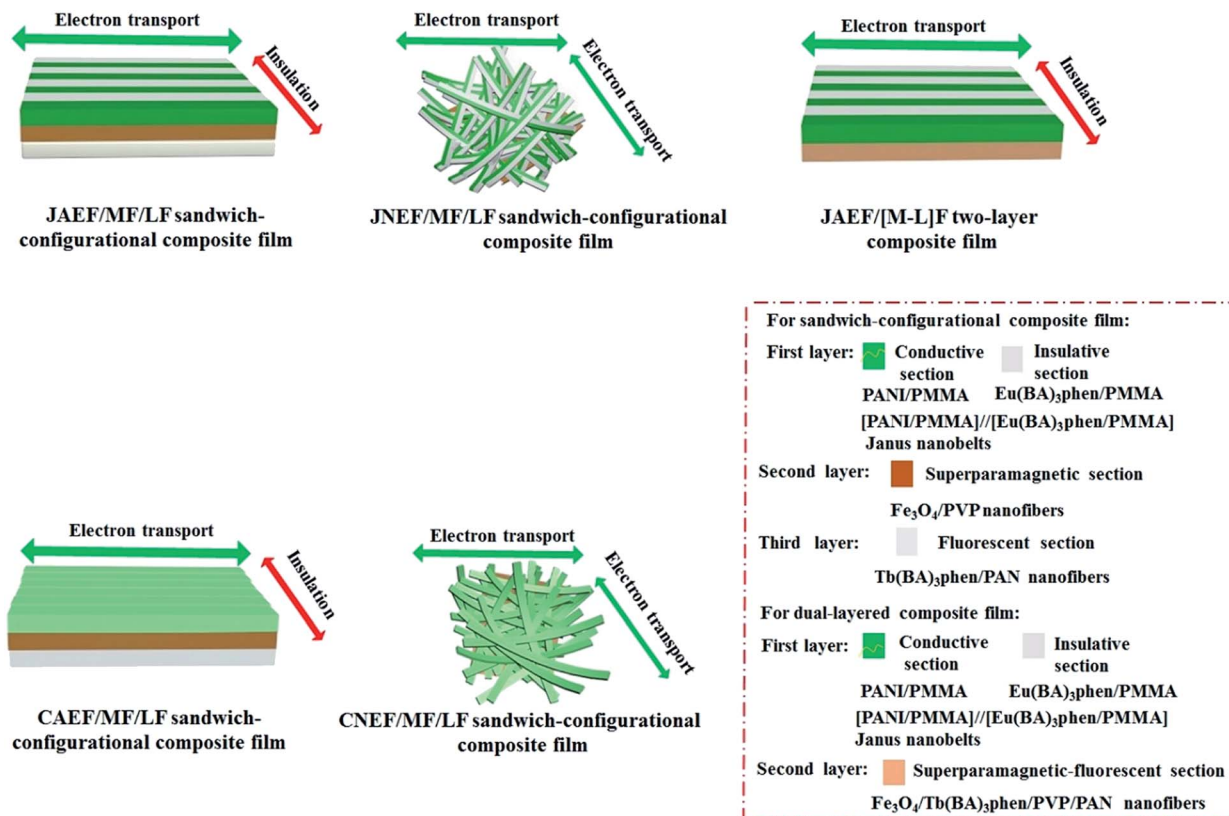 Electron transport
Insulation
JAEF/MF/LF sandwich-
configurational composite film
Electron transport
Electron transport
JNEF/MF/LF sandwich-configurational
composite film
Electron transport
Insulation
JAEF/[M-L]F two-layer
composite film
Electron transport
Insulation
CAEF/MF/LF sandwich-
configurational composite film
Electron transport
Electron transport
CNEF/MF/LF sandwich-configurational
composite film
For sandwich-configurational composite film:
First layer: Conductive section Insulative section
PANI/PMMA Eu(BA)₃phen/PMMA
[PANI/PMMA]//[Eu(BA)₃phen/PMMA]
Janus nanobelts
Second layer: Superparamagnetic section
Fe₃O₄/PVP nanofibers
Third layer: Fluorescent section
Tb(BA)₃phen/PAN nanofibers
For dual-layered composite film:
First layer: Conductive section Insulative section
PANI/PMMA Eu(BA)₃phen/PMMA
[PANI/PMMA]//[Eu(BA)₃phen/PMMA]
Janus nanobelts
Second layer: Superparamagnetic-fluorescent section
Fe₃O₄/Tb(BA)₃phen/PVP/PAN nanofibers